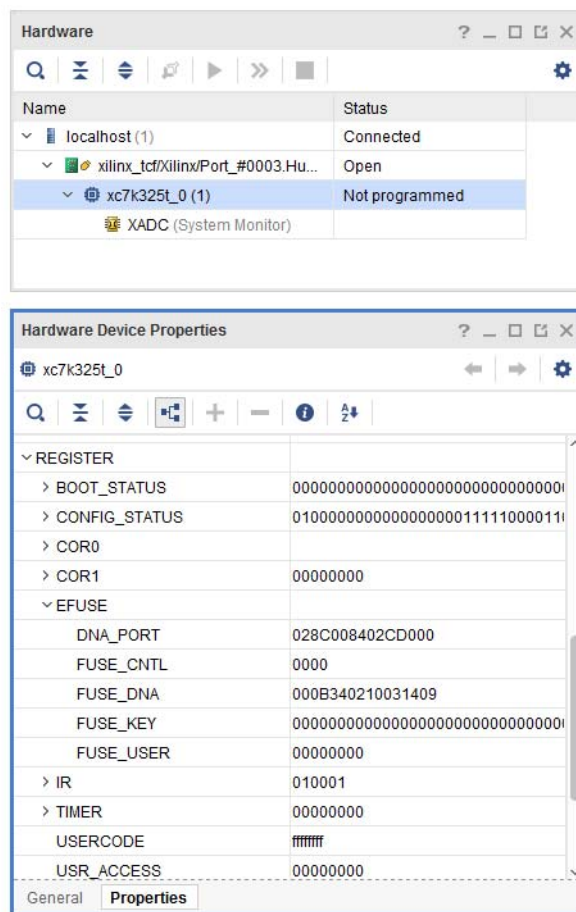 Hardware
Name Status
localhost (1) Connected
xilinx_tcf/Xilinx/Port_#0003.Hu... Open
xc7k325t_0 (1) Not programmed
XADC (System Monitor)
Hardware Device Properties
xc7k325t_0
REGISTER
BOOT_STATUS 00000000000000000000000000000000
CONFIG_STATUS 0100000000000000000111110000110
COR0
COR1 00000000
EFUSE
DNA_PORT 028C008402CD000
FUSE_CNTL 0000
FUSE_DNA 000B340210031409
FUSE_KEY 00000000000000000000000000000000
FUSE_USER 00000000
IR 010001
TIMER 00000000
USERCODE ffffffff
USR_ACCESS 00000000
General Properties